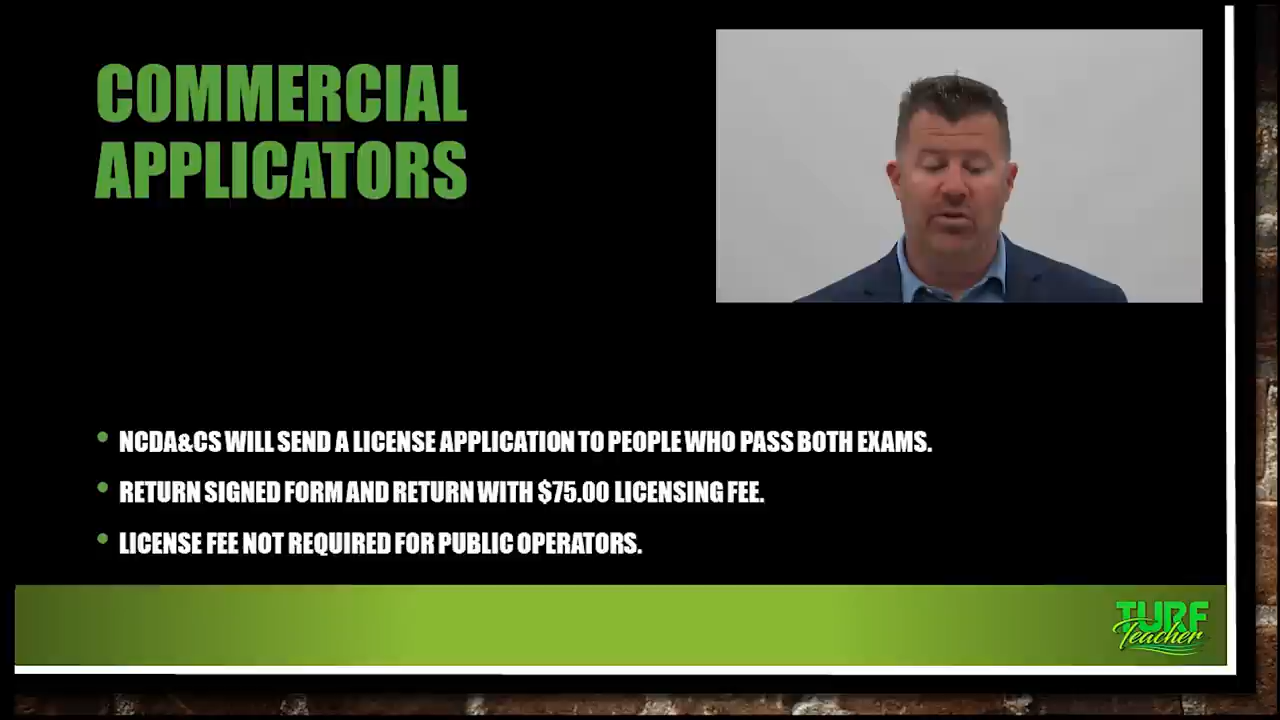 COMMERCIAL
APPLICATORS
• NCDA&CS WILL SEND A LICENSE APPLICATION TO PEOPLE WHO PASS BOTH EXAMS.
• RETURN SIGNED FORM AND RETURN WITH $75.00 LICENSING FEE.
• LICENSE FEE NOT REQUIRED FOR PUBLIC OPERATORS.
TURF
Teacher